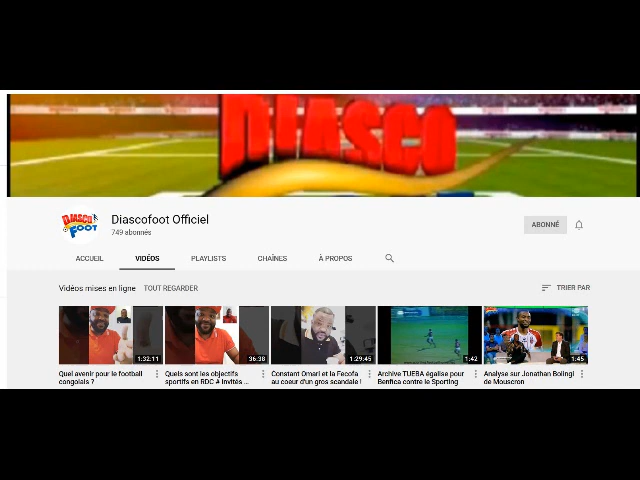 DIASCO
DIASCO
FOOT
Diascofoot Officiel
749 abonnés
ABONNÉ
ACCUEIL VIDÉOS PLAYLISTS CHAÎNES À PROPOS
Vidéos mises en ligne TOUT REGARDER TRIER PAR
1:32:11 36:38 1:29:45 1:42 1:45
Quel avenir pour le football
congolais ?
Quels sont les objectifs
sportifs en RDC # Invités ...
Constant Omari et la Fecofa
au coeur d'un gros scandale !
Archive TUEBA égalise pour
Benfica contre le Sporting
Analyse sur Jonathan Bolingi
de Mouscron